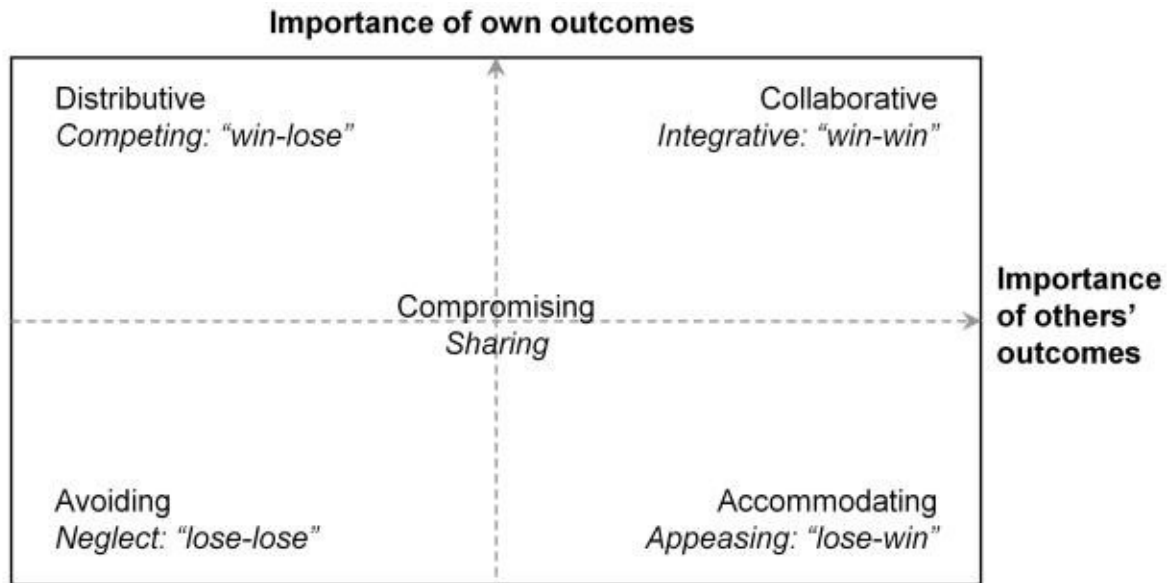 Importance of own outcomes
Distributive
Competing: “win-lose”
Collaborative
Integrative: “win-win”
Compromising
Sharing
Importance
of others’
outcomes
Avoiding
Neglect: “lose-lose”
Accommodating
Appeasing: “lose-win”